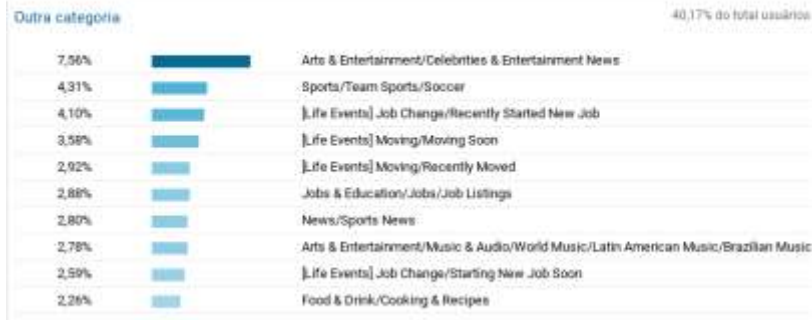 Outra categoria
40,17% do total usuários
7,56% Arts & Entertainment/Celebrities & Entertainment News
4,31% Sports/Team Sports/Soccer
4,10% [Life Events] Job Change/Recently Started New Job
3,58% [Life Events] Moving/Moving Soon
2,92% [Life Events] Moving/Recently Moved
2,88% Jobs & Education/Jobs/Job Listings
2,80% News/Sports News
2,78% Arts & Entertainment/Music & Audio/World Music/Latin American Music/Brazilian Music
2,59% [Life Events] Job Change/Starting New Job Soon
2,26% Food & Drink/Cooking & Recipes